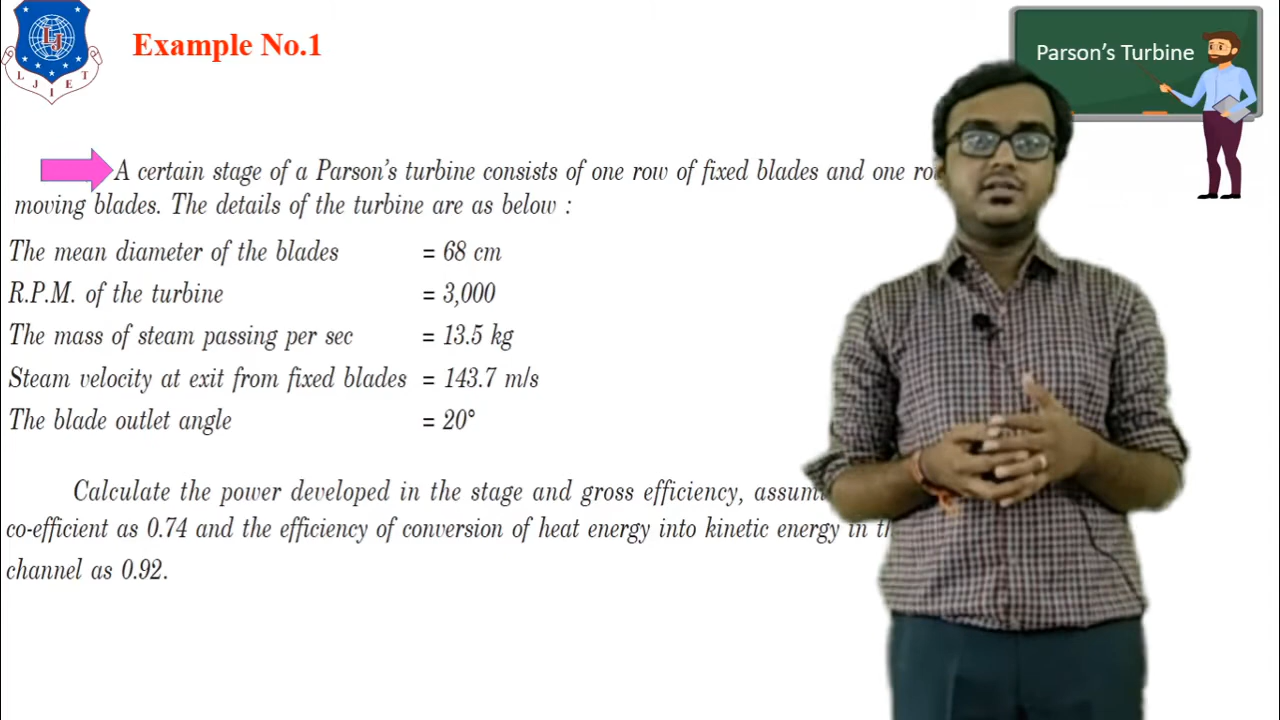 Example No.1
LJIET
Parson's Turbine
A certain stage of a Parson's turbine consists of one row of fixed blades and one
moving blades. The details of the turbine are as below :
The mean diameter of the blades = 68 cm
R.P.M. of the turbine = 3,000
The mass of steam passing per sec = 13.5 kg
Steam velocity at exit from fixed blades = 143.7 m/s
The blade outlet angle = 20°
Calculate the power developed in the stage and gross efficiency,
co-efficient as 0.74 and the efficiency of conversion of heat energy into kinetic energy in
channel as 0.92.